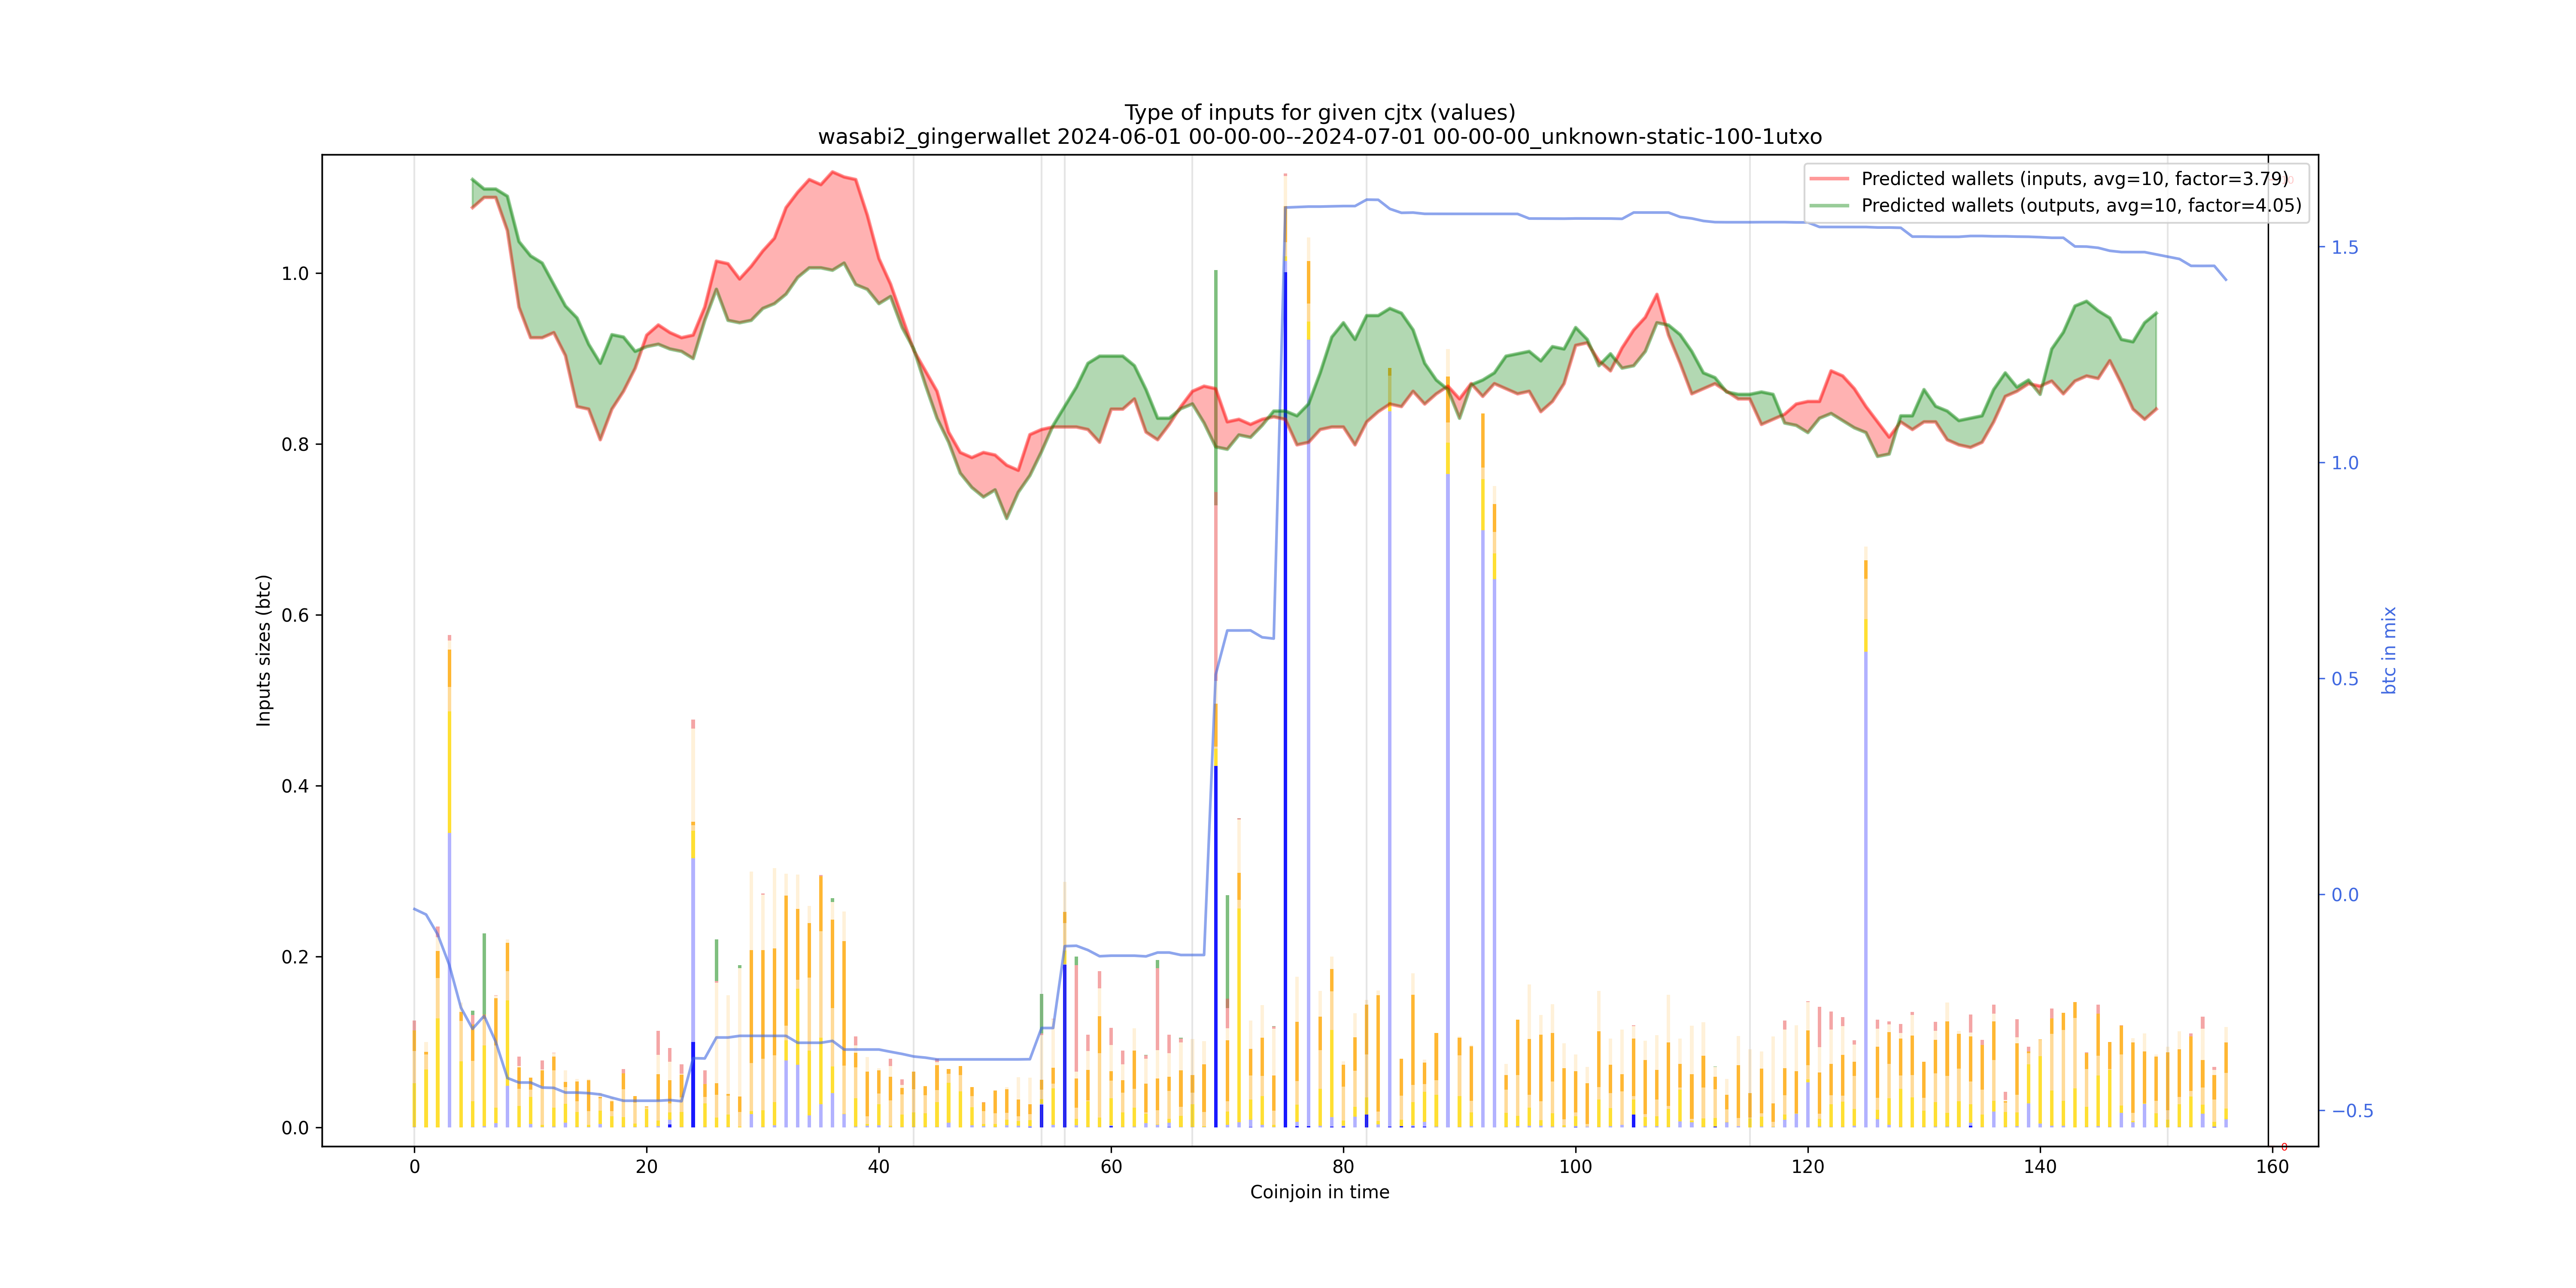 Type of inputs for given cjtx (values)
wasabi2_gingerwallet 2024-06-01 00-00-00--2024-07-01 00-00-00_unknown-static-100-1utxo
Predicted wallets (inputs, avg=10, factor=3.79)
Predicted wallets (outputs, avg=10, factor=4.05)
Inputs sizes (btc)
1.0
0.8
0.6
0.4
0.2
0.0
btc in mix
1.5
1.0
0.5
0.0
−0.5
0
0 20 40 60 80 100 120 140 160
Coinjoin in time